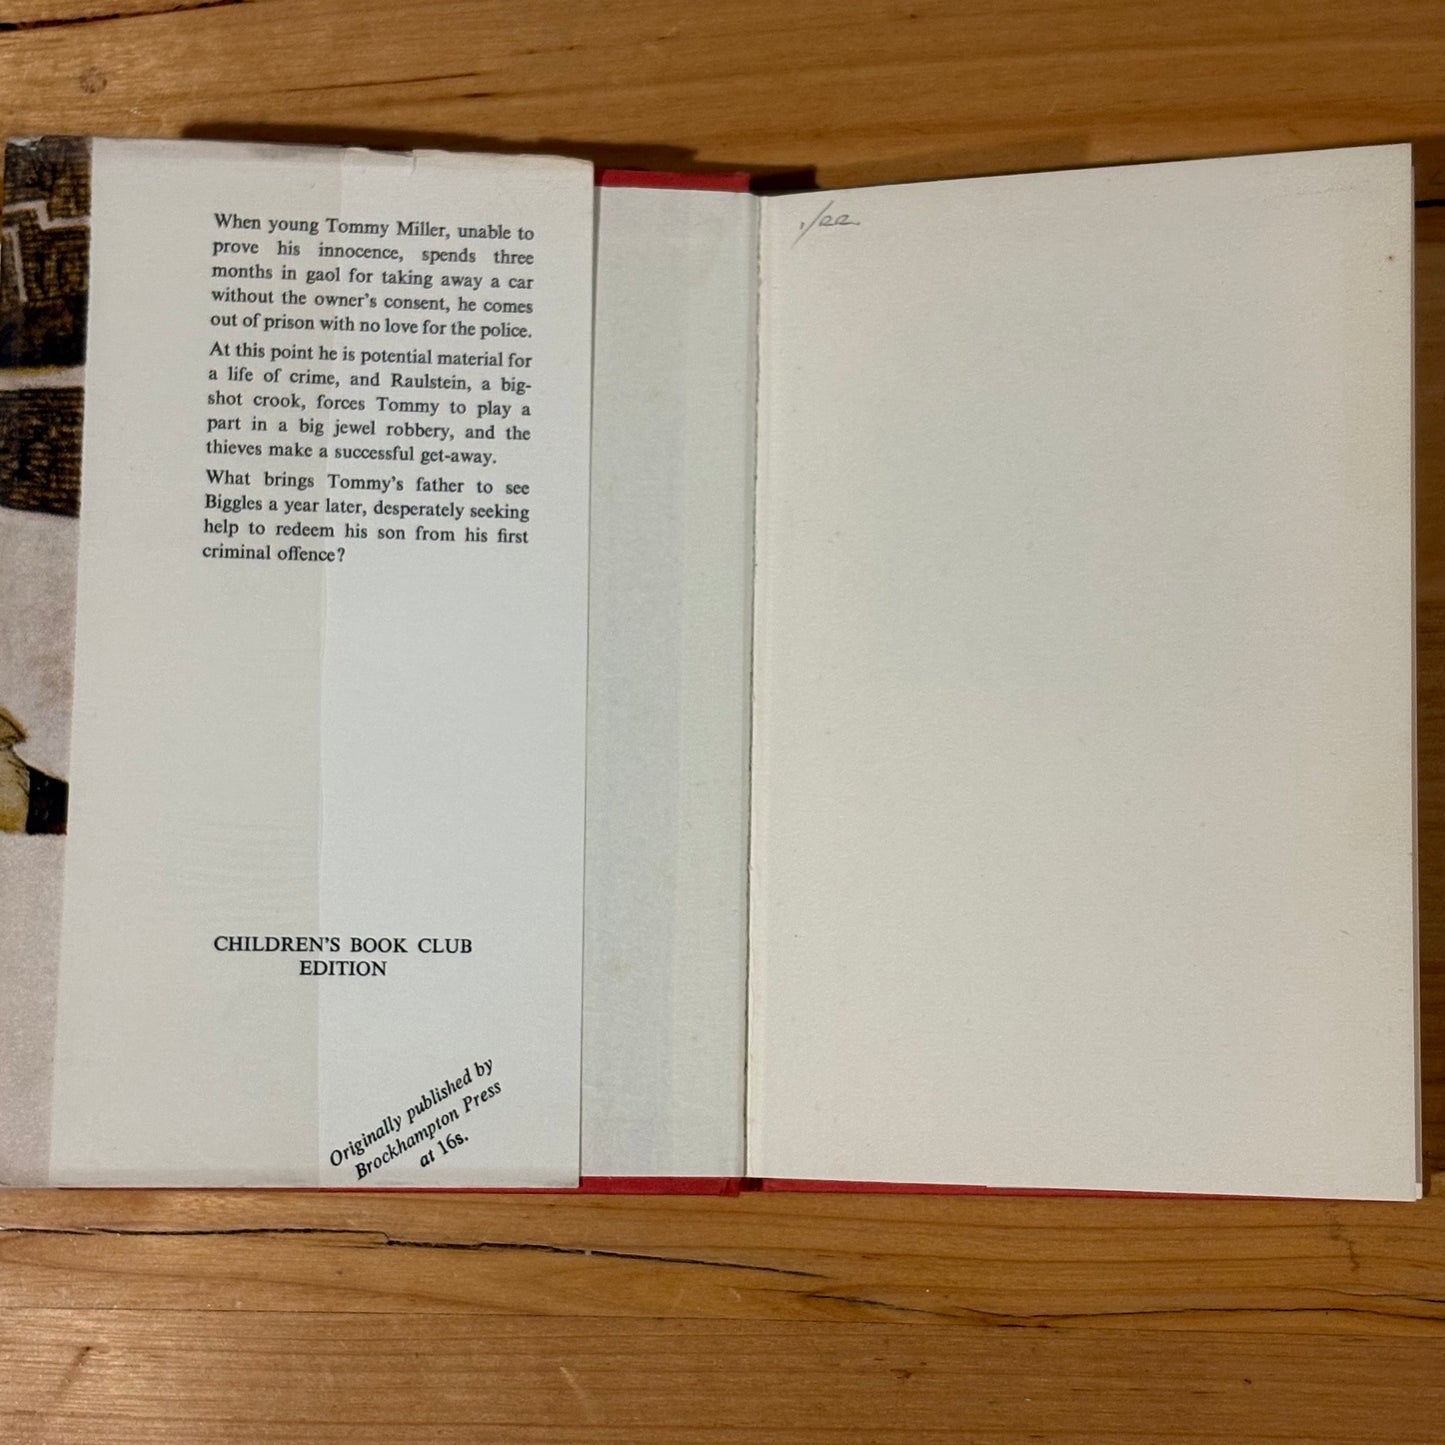 When young Tommy Miller, unable to
prove his innocence, spends three
months in gaol for taking away a car
without the owner's consent, he comes
out of prison with no love for the police.
At this point he is potential material for
a life of crime, and Raulstein, a big-
shot crook, forces Tommy to play a
part in a big jewel robbery, and the
thieves make a successful get-away.
What brings Tommy's father to see
Biggles a year later, desperately seeking
help to redeem his son from his first
criminal offence?
CHILDREN'S BOOK CLUB
EDITION
Originally published by
Brockhampton Press
at 16s.